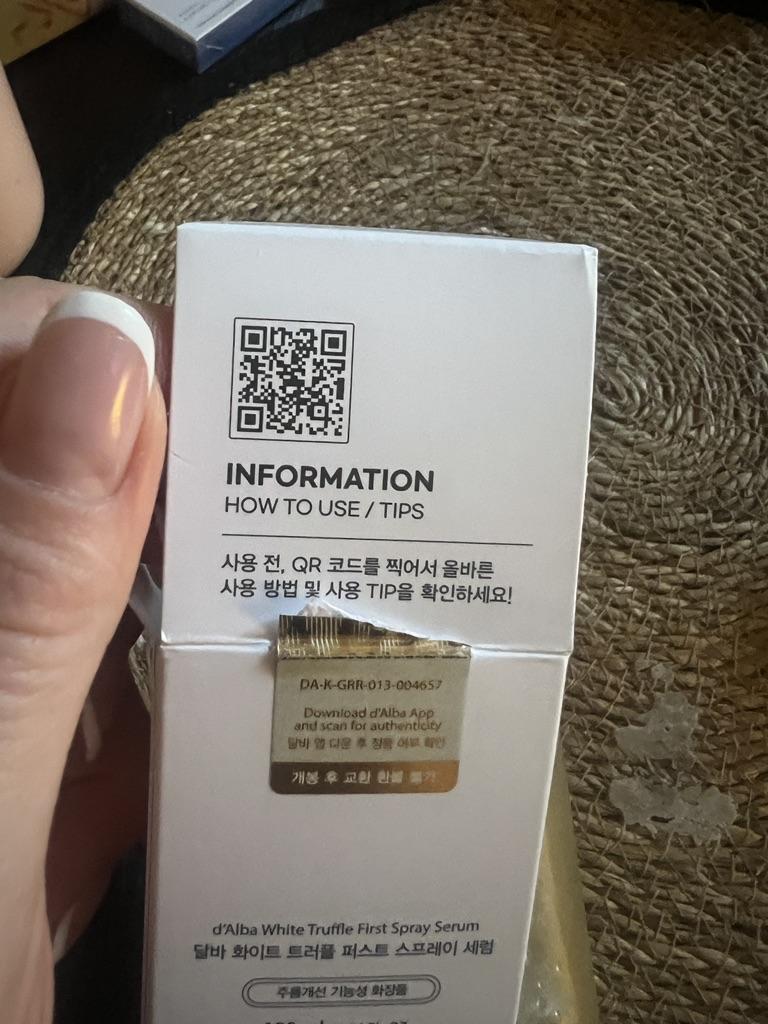 INFORMATION
HOW TO USE / TIPS
사용 전, QR 코드를 찍어서 올바른
사용 방법 및 사용 TIP을 확인하세요!
DA-K-GRR-013-004657
Download d'Alba App
and scan for authenticity
달바 앱 다운 후 정품 여부 확인
개봉 후 교환 환불 불가
d'Alba White Truffle First Spray Serum
달바 화이트 트러플 퍼스트 스프레이 세럼
주름개선 기능성 화장품